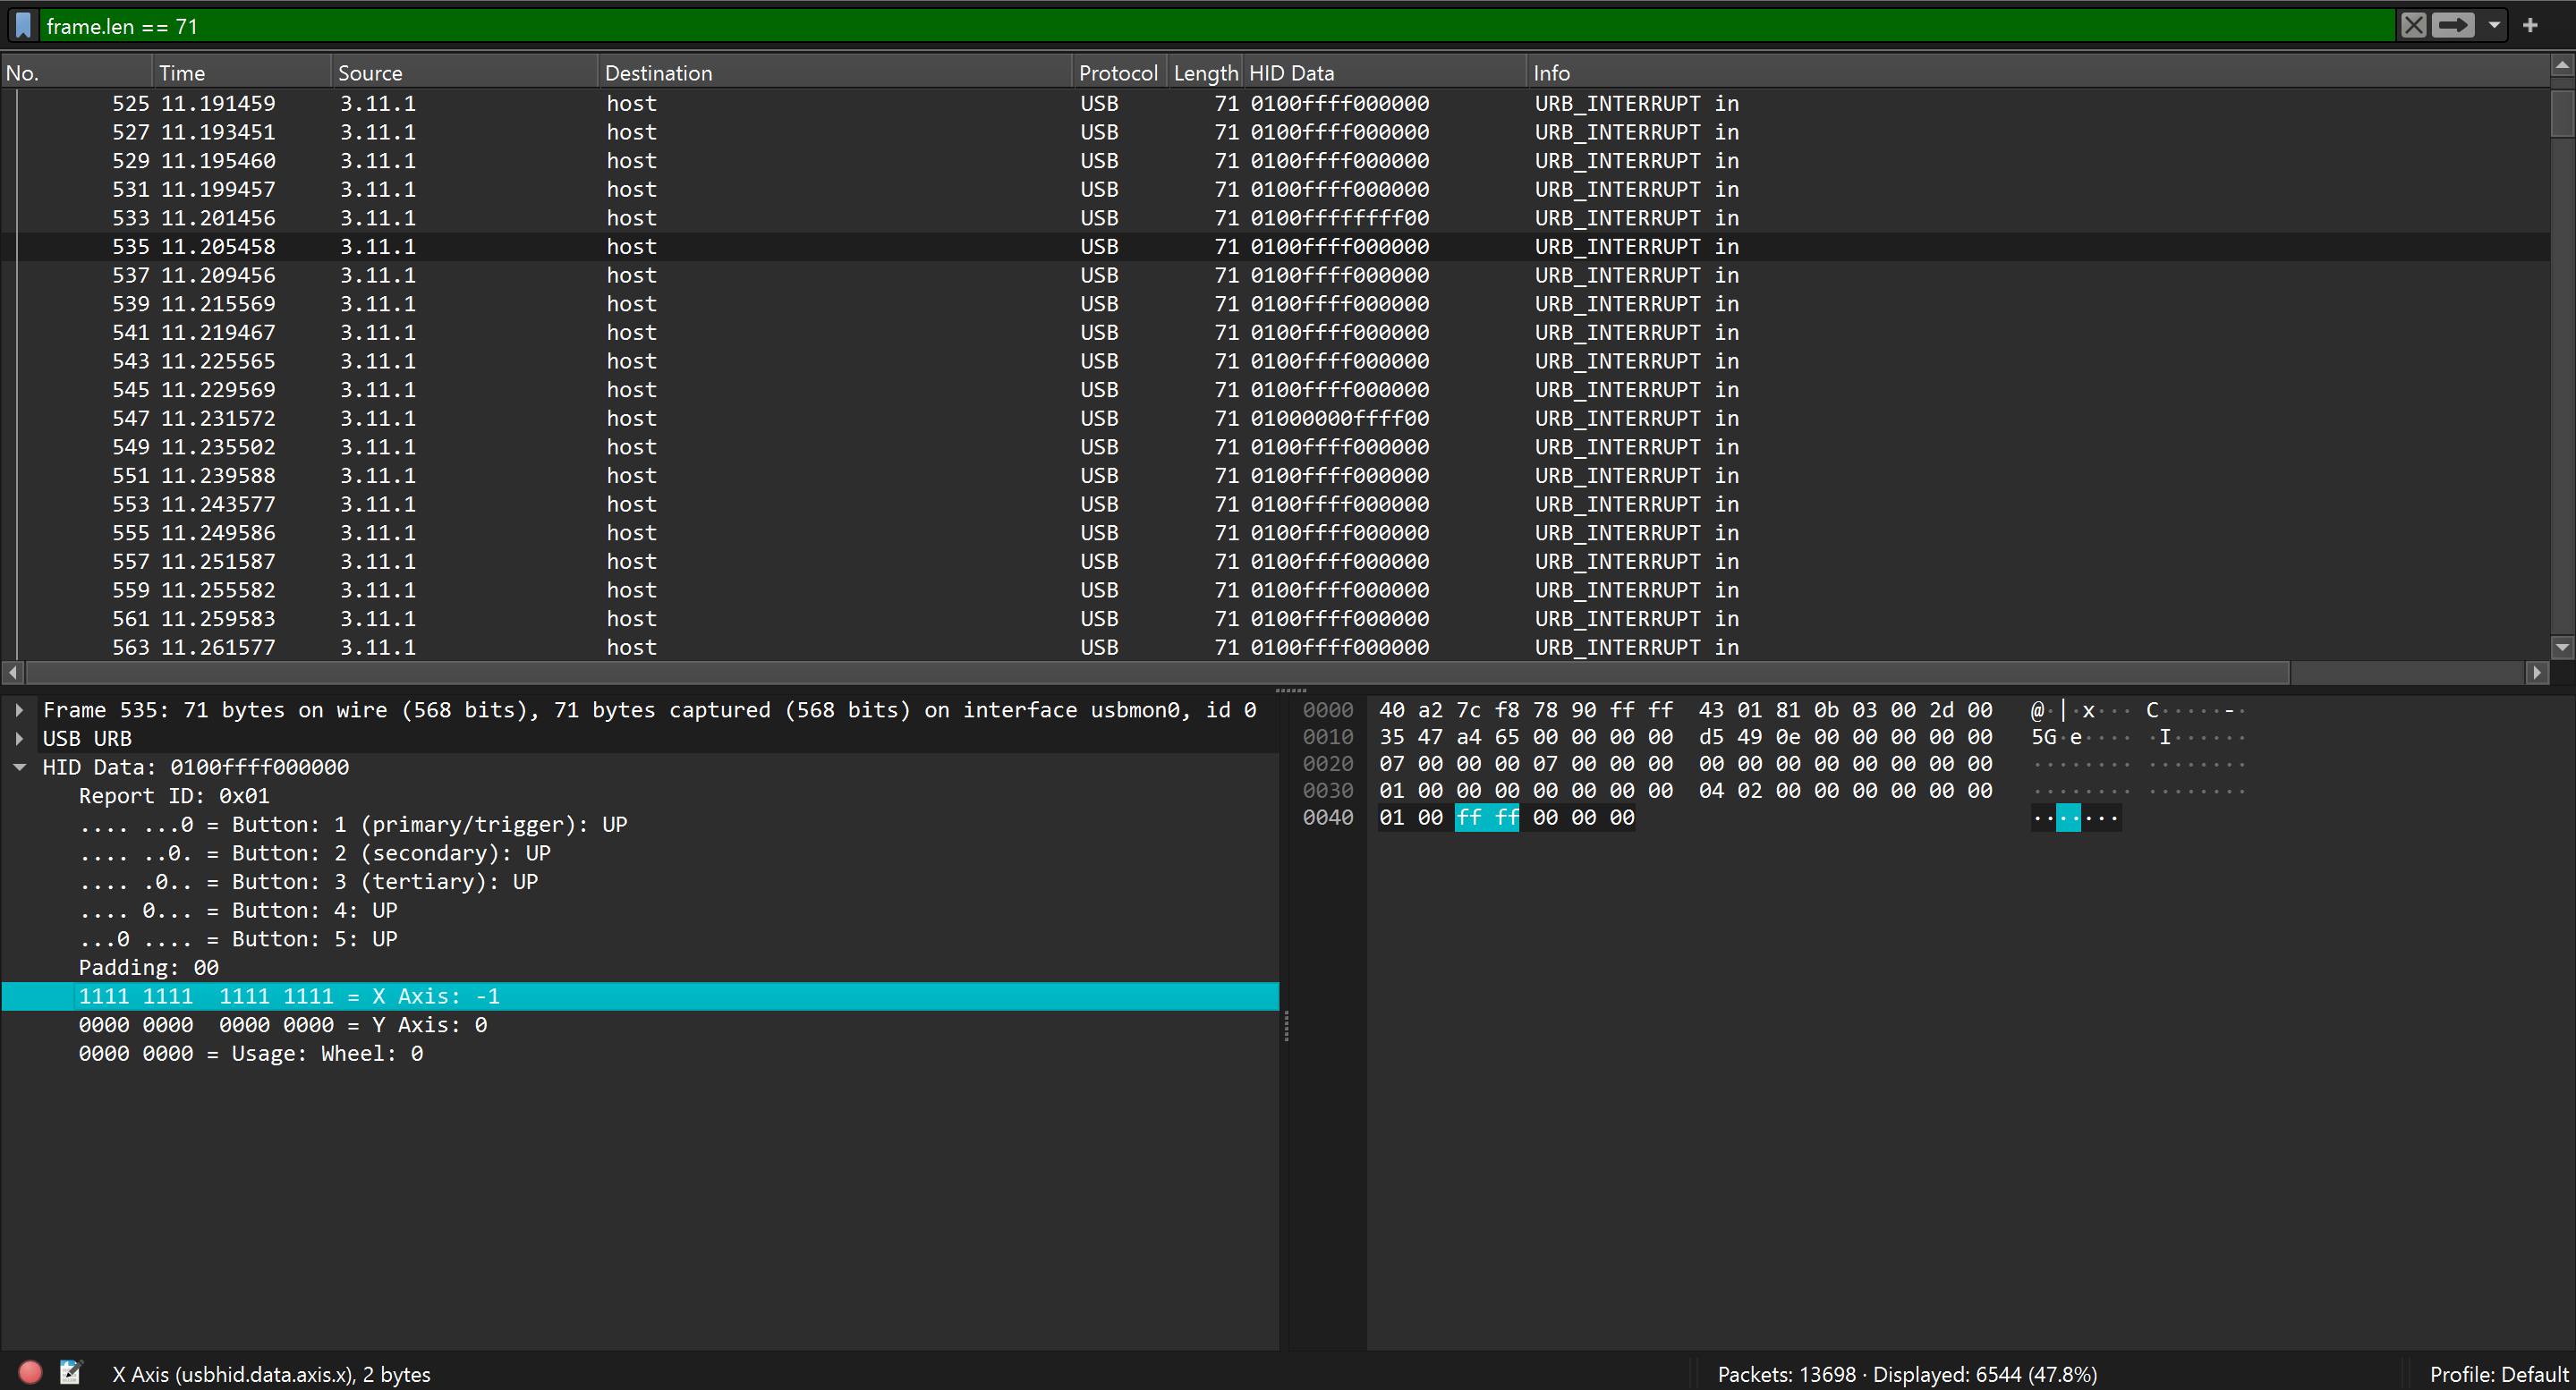 frame.len == 71
No. Time Source Destination Protocol Length HID Data Info
525 11.191459 3.11.1 host USB 71 0100ffff000000 URB_INTERRUPT in
527 11.193451 3.11.1 host USB 71 0100ffff000000 URB_INTERRUPT in
529 11.195460 3.11.1 host USB 71 0100ffff000000 URB_INTERRUPT in
531 11.199457 3.11.1 host USB 71 0100ffff000000 URB_INTERRUPT in
533 11.201456 3.11.1 host USB 71 0100ffffffff00 URB_INTERRUPT in
535 11.205458 3.11.1 host USB 71 0100ffff000000 URB_INTERRUPT in
537 11.209456 3.11.1 host USB 71 0100ffff000000 URB_INTERRUPT in
539 11.215569 3.11.1 host USB 71 0100ffff000000 URB_INTERRUPT in
541 11.219467 3.11.1 host USB 71 0100ffff000000 URB_INTERRUPT in
543 11.225565 3.11.1 host USB 71 0100ffff000000 URB_INTERRUPT in
545 11.229569 3.11.1 host USB 71 0100ffff000000 URB_INTERRUPT in
547 11.231572 3.11.1 host USB 71 01000000ffff00 URB_INTERRUPT in
549 11.235502 3.11.1 host USB 71 0100ffff000000 URB_INTERRUPT in
551 11.239588 3.11.1 host USB 71 0100ffff000000 URB_INTERRUPT in
553 11.243577 3.11.1 host USB 71 0100ffff000000 URB_INTERRUPT in
555 11.249586 3.11.1 host USB 71 0100ffff000000 URB_INTERRUPT in
557 11.251587 3.11.1 host USB 71 0100ffff000000 URB_INTERRUPT in
559 11.255582 3.11.1 host USB 71 0100ffff000000 URB_INTERRUPT in
561 11.259583 3.11.1 host USB 71 0100ffff000000 URB_INTERRUPT in
563 11.261577 3.11.1 host USB 71 0100ffff000000 URB_INTERRUPT in
Frame 535: 71 bytes on wire (568 bits), 71 bytes captured (568 bits) on interface usbmon0, id 0
USB URB
HID Data: 0100ffff000000
Report ID: 0x01
.... ...0 = Button: 1 (primary/trigger): UP
.... ..0. = Button: 2 (secondary): UP
.... .0.. = Button: 3 (tertiary): UP
.... 0... = Button: 4: UP
...0 .... = Button: 5: UP
Padding: 00
1111 1111  1111 1111 = X Axis: -1
0000 0000  0000 0000 = Y Axis: 0
0000 0000 = Usage: Wheel: 0
0000 40 a2 7c f8 78 90 ff ff  43 01 81 0b 03 00 2d 00 @·|·x··· C·····-·
0010 35 47 a4 65 00 00 00 00  d5 49 0e 00 00 00 00 00 5G·e···· ·I······
0020 07 00 00 00 07 00 00 00  00 00 00 00 00 00 00 00 ········ ········
0030 01 00 00 00 00 00 00 00  04 02 00 00 00 00 00 00 ········ ········
0040 01 00 ff ff 00 00 00 ·······
X Axis (usbhid.data.axis.x), 2 bytes
Packets: 13698 · Displayed: 6544 (47.8%)
Profile: Default